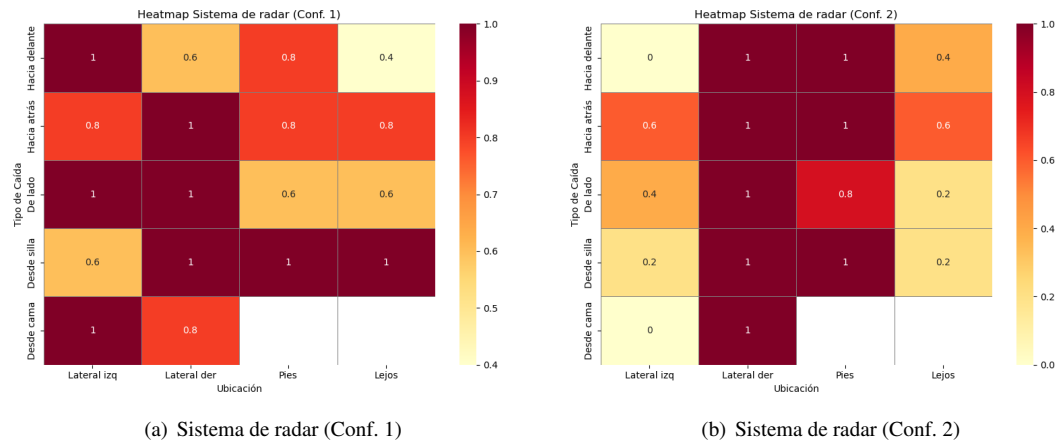 Heatmap Sistema de radar (Conf. 1)
Tipo de Caída
Hacia delante
1 0.6 0.8 0.4
Hacia atrás
0.8 1 0.8 0.8
De lado
1 1 0.6 0.6
Desde silla
0.6 1 1 1
Desde cama
1 0.8
Lateral izq Lateral der Pies Lejos
Ubicación
1.0
0.9
0.8
0.7
0.6
0.5
0.4
(a) Sistema de radar (Conf. 1)
Heatmap Sistema de radar (Conf. 2)
Tipo de Caída
Hacia delante
0 1 1 0.4
Hacia atrás
0.6 1 1 0.6
De lado
0.4 1 0.8 0.2
Desde silla
0.2 1 1 0.2
Desde cama
0 1
Lateral izq Lateral der Pies Lejos
Ubicación
1.0
0.8
0.6
0.4
0.2
0.0
(b) Sistema de radar (Conf. 2)